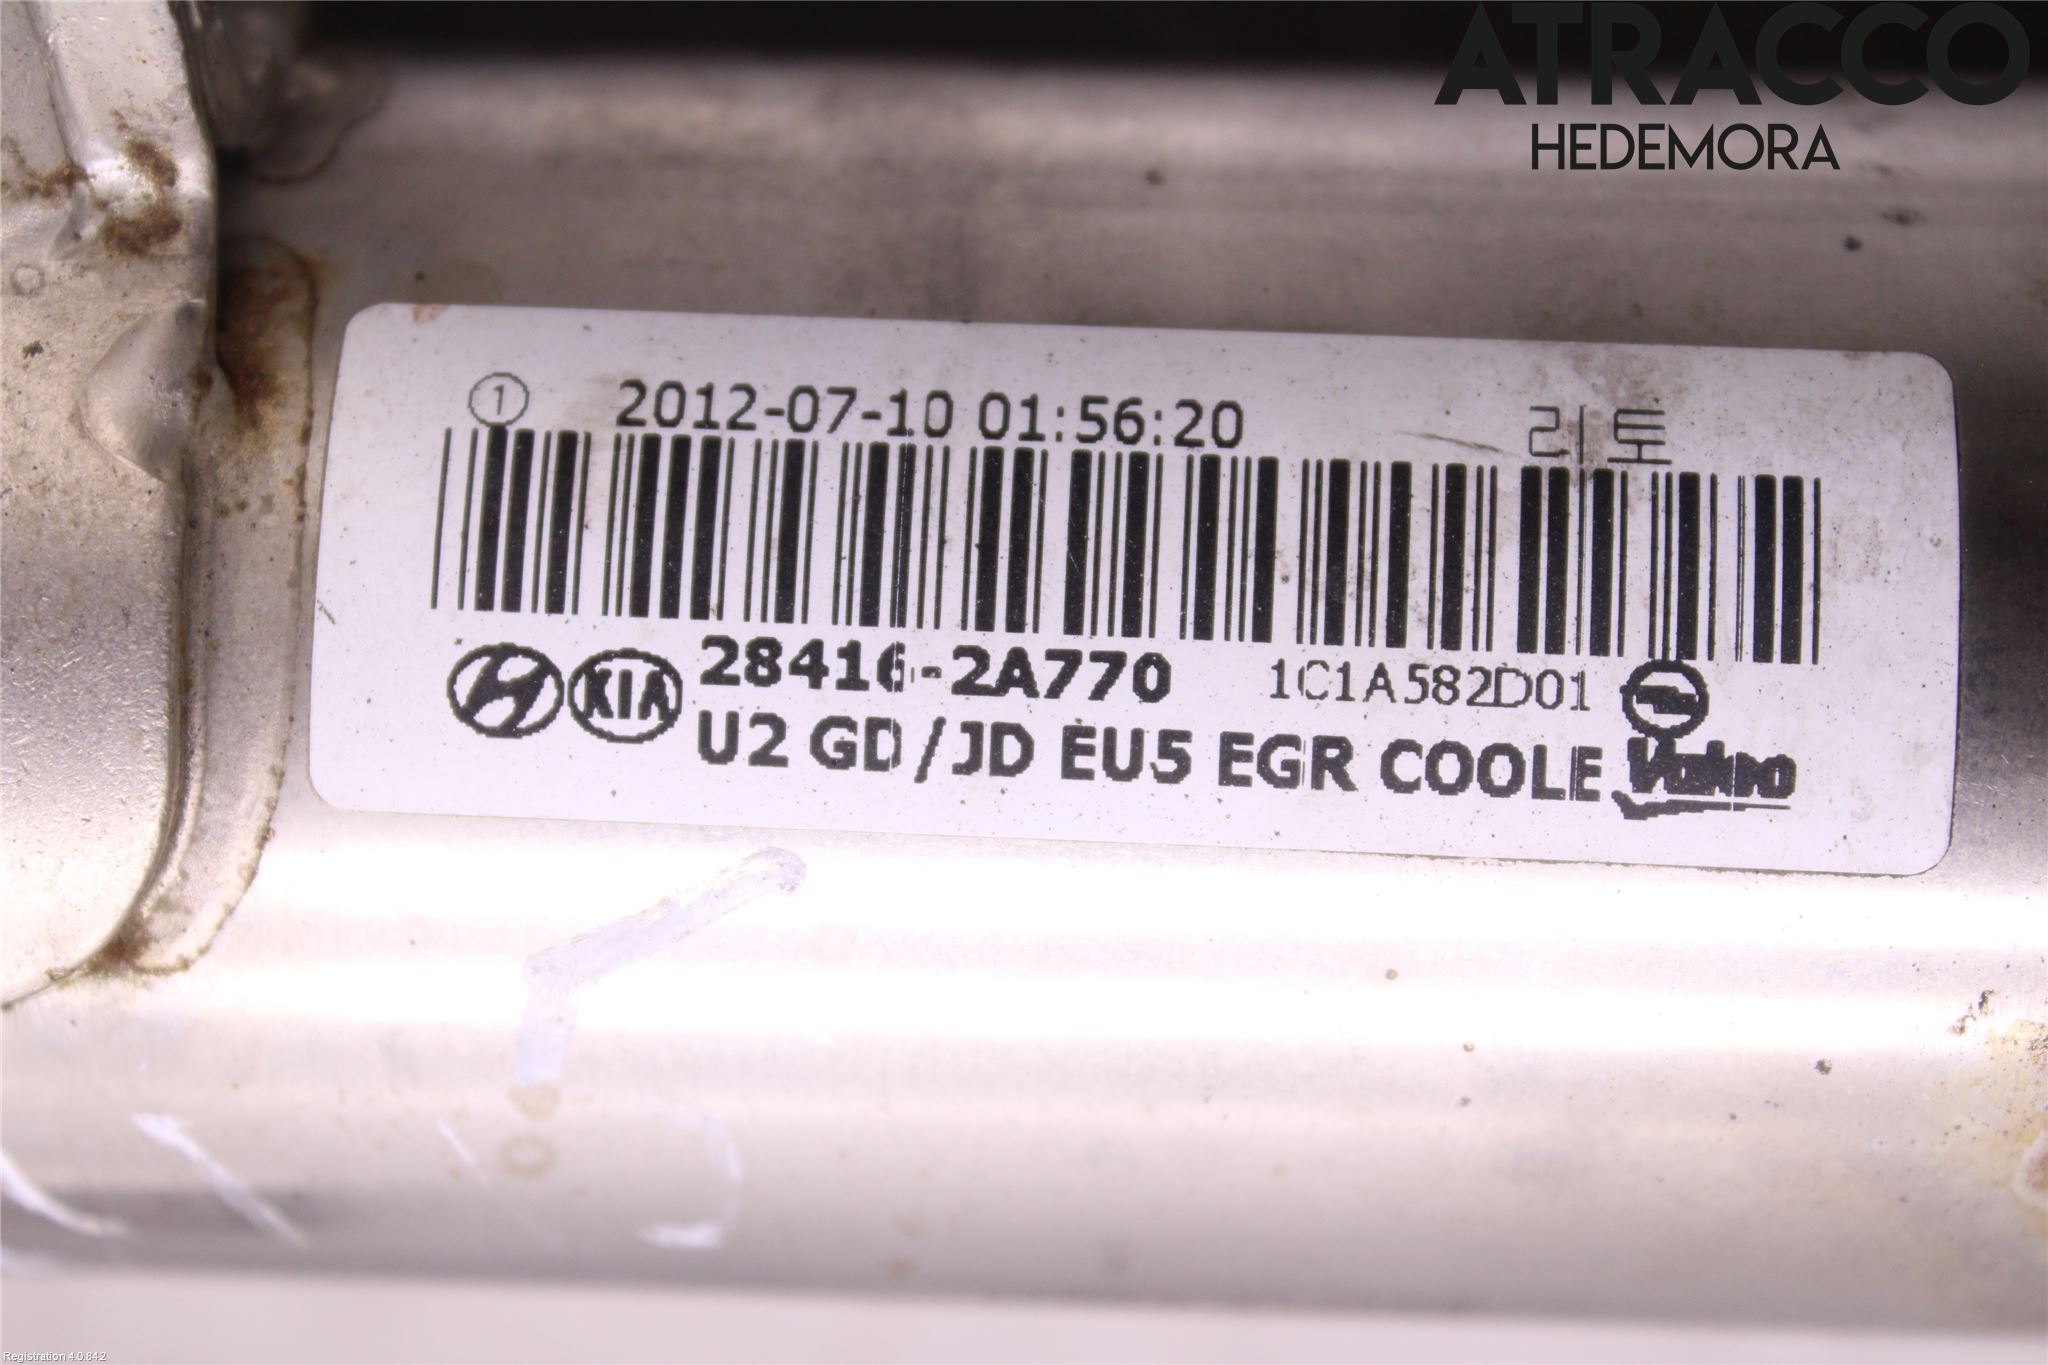 ATRACCO
HEDEMORA
① 2012-07-10 01:56:20 리토
KIA 28416-2A770 1C1A582D01
U2 GD/JD EU5 EGR COOLE Valeo
Registration 4.0.842